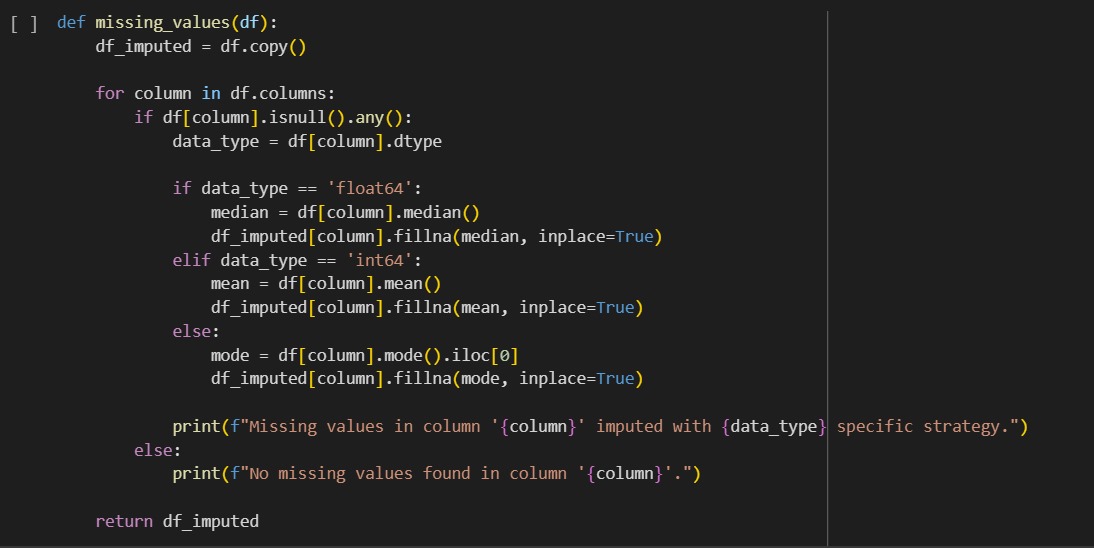 [ ] def missing_values(df):
df_imputed = df.copy()
for column in df.columns:
if df[column].isnull().any():
data_type = df[column].dtype
if data_type == 'float64':
median = df[column].median()
df_imputed[column].fillna(median, inplace=True)
elif data_type == 'int64':
mean = df[column].mean()
df_imputed[column].fillna(mean, inplace=True)
else:
mode = df[column].mode().iloc[0]
df_imputed[column].fillna(mode, inplace=True)
print(f"Missing values in column '{column}' imputed with {data_type} specific strategy.")
else:
print(f"No missing values found in column '{column}'.")
return df_imputed